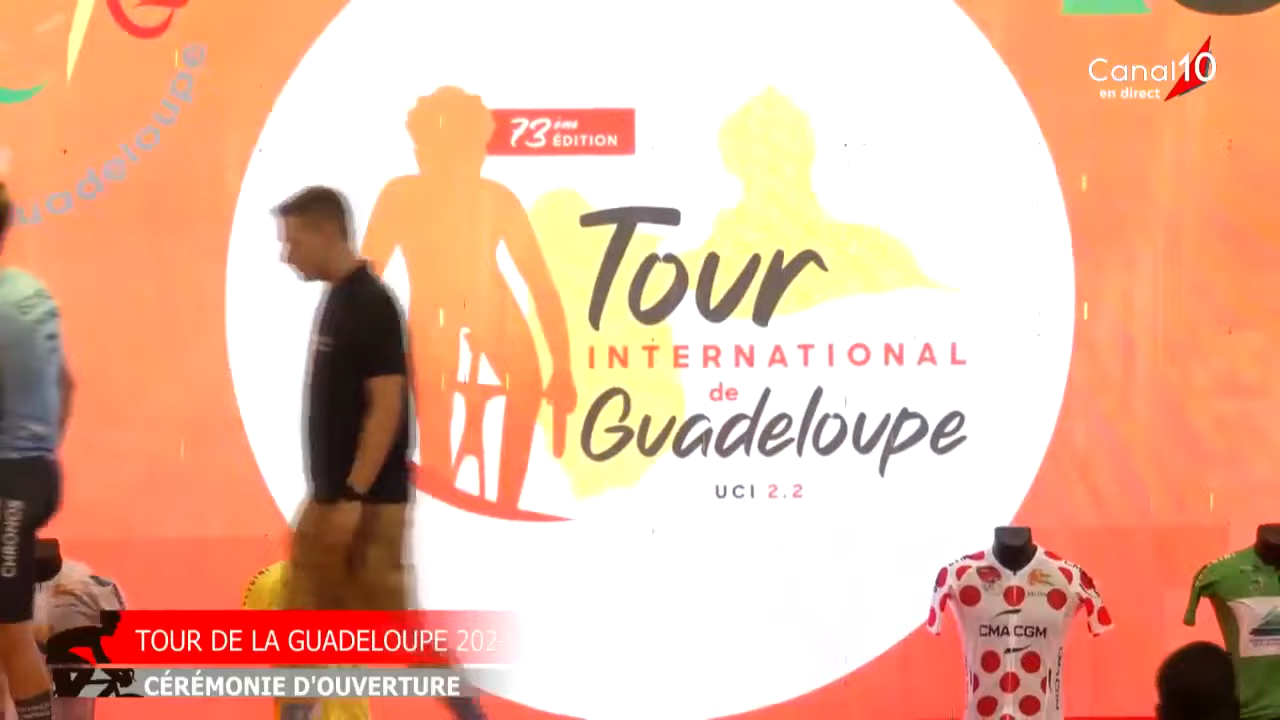 Guadeloupe
Canal10
en direct
73ème
ÉDITION
Tour
INTERNATIONAL
de
Guadeloupe
UCI 2.2
CHRONO
CMA CGM
TOUR DE LA GUADELOUPE
CÉRÉMONIE D'OUVERTURE